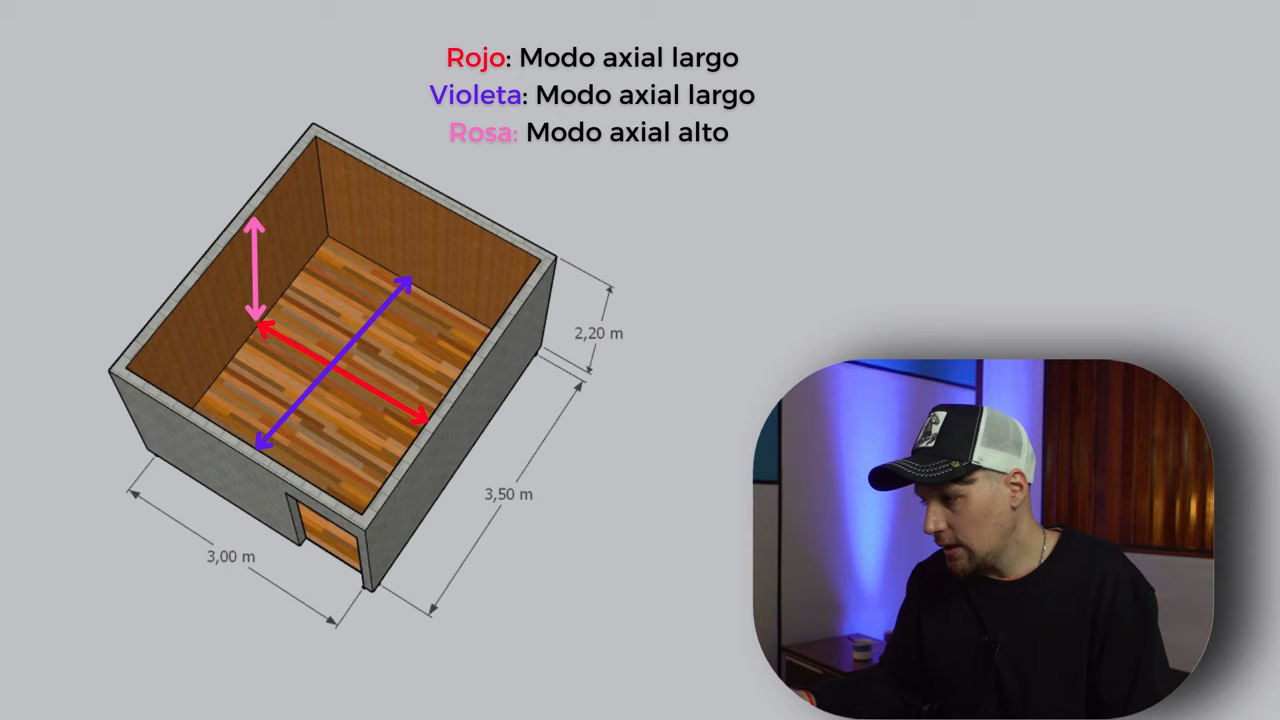 Rojo: Modo axial largo
Violeta: Modo axial largo
Rosa: Modo axial alto
2,20 m
3,50 m
3,00 m